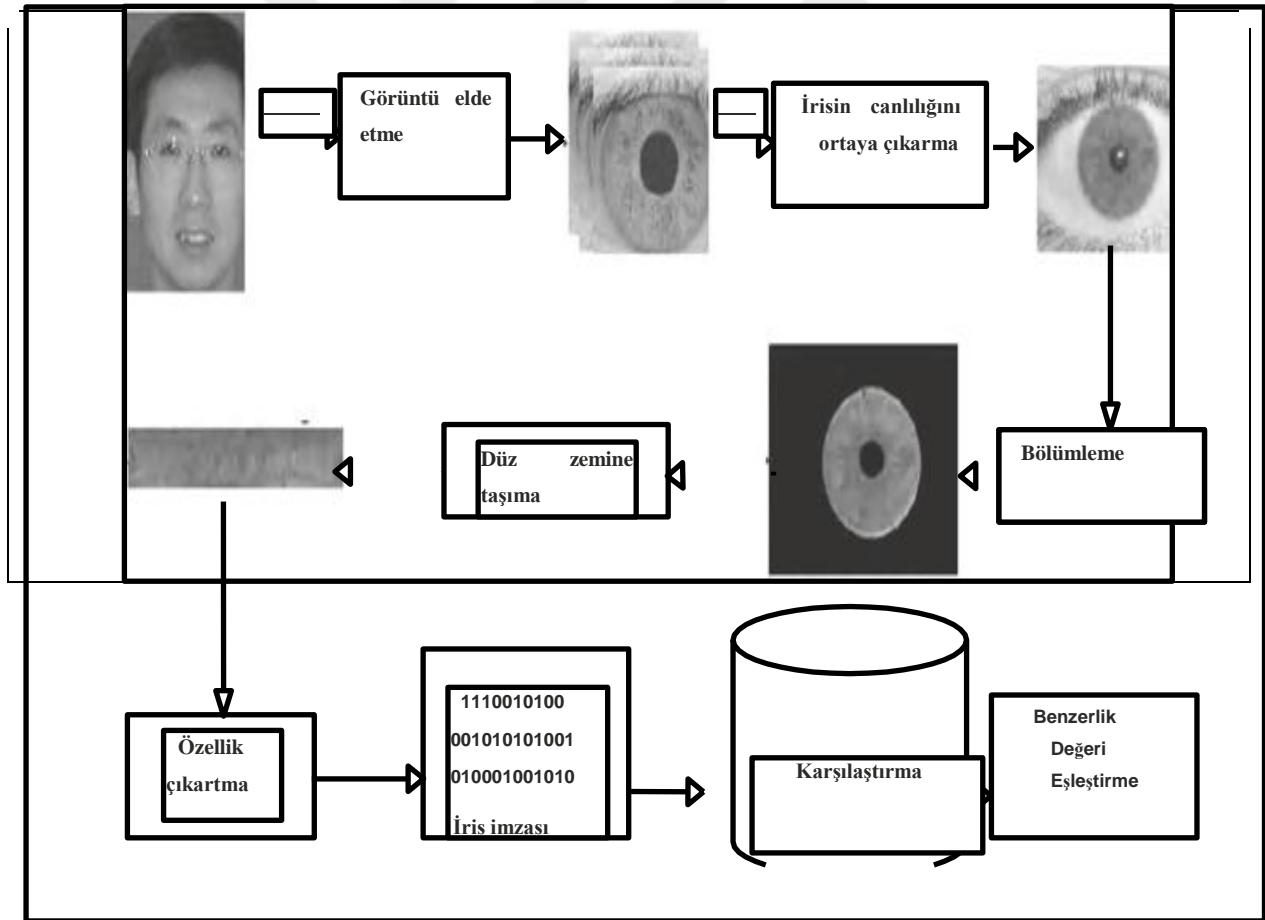 Görüntü elde
etme
İrisin canlılığını
ortaya çıkarma
Bölümleme
Düz zemine
taşıma
Özellik
çıkartma
1110010100
001010101001
010001001010
İris imzası
Karşılaştırma
Benzerlik
Değeri
Eşleştirme